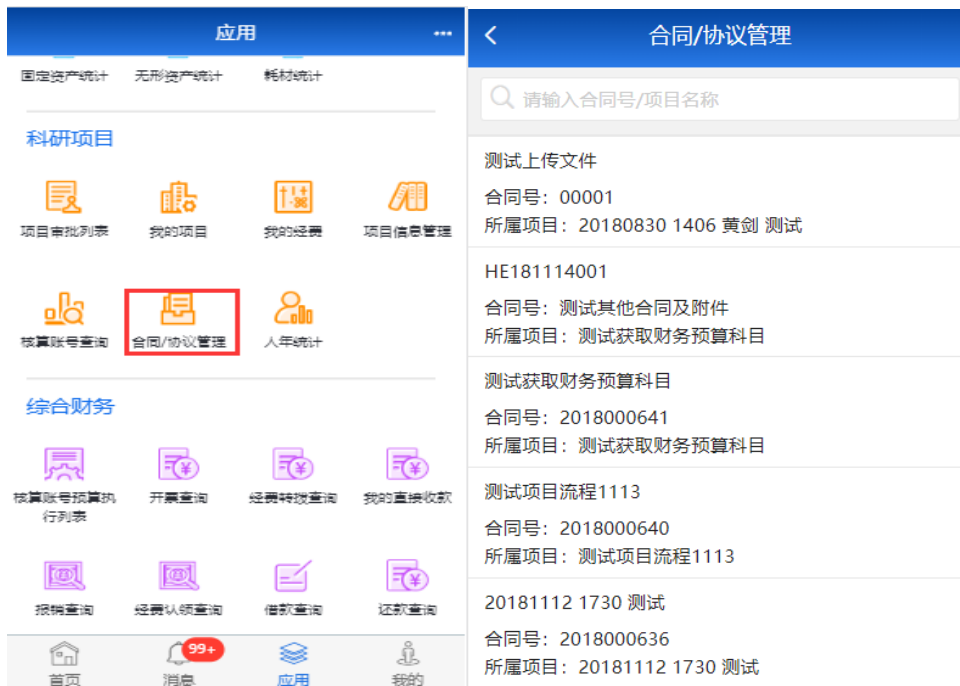 应用
固定资产统计 无形资产统计 耗材统计
科研项目
项目审批列表 我的项目 我的经费 项目信息管理
核算账号查询 合同/协议管理 人年统计
综合财务
核算账号预算执行列表 开票查询 经费转拨查询 我的直接收款
报销查询 经费认领查询 借款查询 还款查询
99+
首页 消息 应用 我的
合同/协议管理
请输入合同号/项目名称
测试上传文件
合同号：00001
所属项目：20180830 1406 黄剑 测试
HE181114001
合同号：测试其他合同及附件
所属项目：测试获取财务预算科目
测试获取财务预算科目
合同号：2018000641
所属项目：测试获取财务预算科目
测试项目流程1113
合同号：2018000640
所属项目：测试项目流程1113
20181112 1730 测试
合同号：2018000636
所属项目：20181112 1730 测试